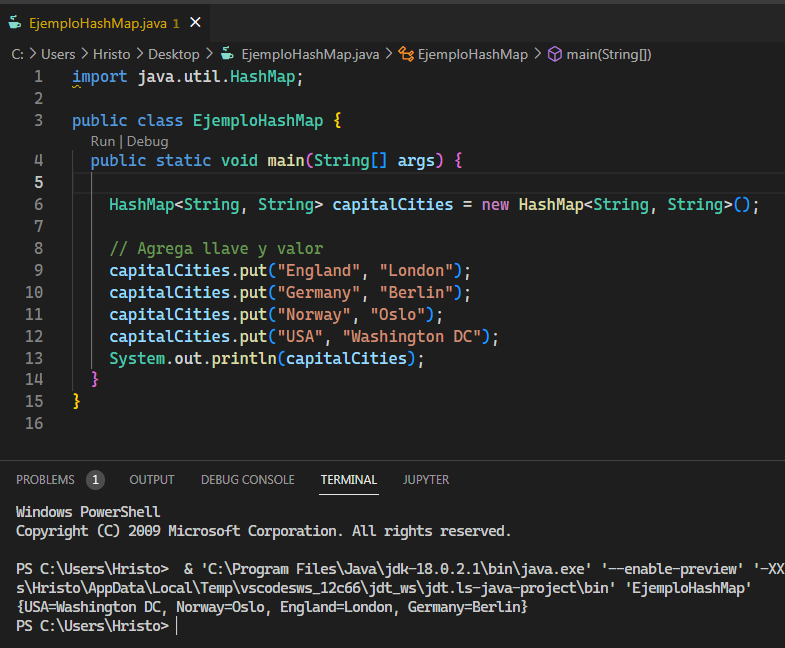 EjemploHashMap.java 1
C: > Users > Hristo > Desktop > EjemploHashMap.java > EjemploHashMap > main(String[])
1 import java.util.HashMap;
2
3 public class EjemploHashMap {
Run | Debug
4 public static void main(String[] args) {
5
6 HashMap<String, String> capitalCities = new HashMap<String, String>();
7
8 // Agrega llave y valor
9 capitalCities.put("England", "London");
10 capitalCities.put("Germany", "Berlin");
11 capitalCities.put("Norway", "Oslo");
12 capitalCities.put("USA", "Washington DC");
13 System.out.println(capitalCities);
14 }
15 }
16
PROBLEMS 1 OUTPUT DEBUG CONSOLE TERMINAL JUPYTER
Windows PowerShell
Copyright (C) 2009 Microsoft Corporation. All rights reserved.
PS C:\Users\Hristo>  & 'C:\Program Files\Java\jdk-18.0.2.1\bin\java.exe' '--enable-preview' '-XX
s\Hristo\AppData\Local\Temp\vscodesws_12c66\jdt_ws\jdt.ls-java-project\bin' 'EjemploHashMap'
{USA=Washington DC, Norway=Oslo, England=London, Germany=Berlin}
PS C:\Users\Hristo>